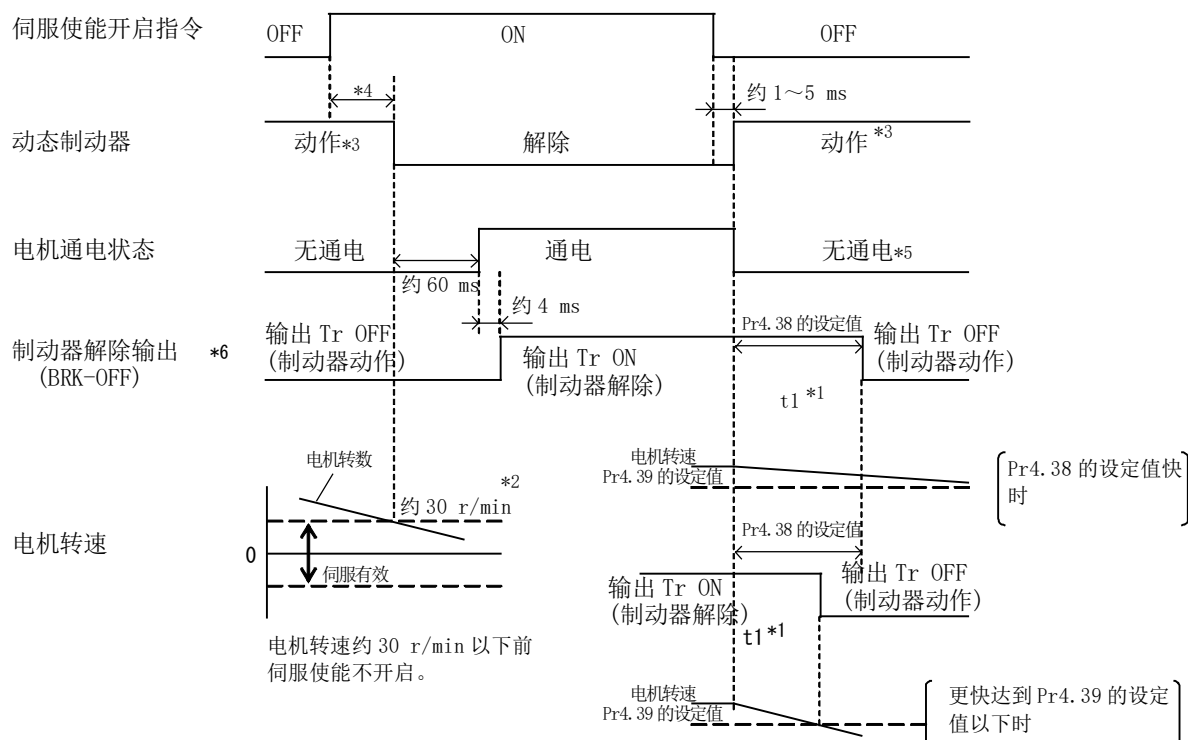 伺服使能开启指令
OFF
ON
OFF
*4
约 1～5 ms
动态制动器
动作*3
解除
动作 *3
电机通电状态
无通电
通电
无通电*5
约 60 ms
约 4 ms
制动器解除输出 *6
(BRK-OFF)
输出 Tr OFF
(制动器动作)
输出 Tr ON
(制动器解除)
Pr4.38 的设定值
输出 Tr OFF
(制动器动作)
t1 *1
电机转速
Pr4.39 的设定值
Pr4.38 的设定值快
时
电机转速
0
电机转数
*2
约 30 r/min
伺服有效
电机转速约 30 r/min 以下前
伺服使能不开启。
Pr4.38 的设定值
输出 Tr ON
(制动器解除)
输出 Tr OFF
(制动器动作)
t1*1
电机转速
Pr4.39 的设定值
更快达到 Pr4.39 的设定
值以下时